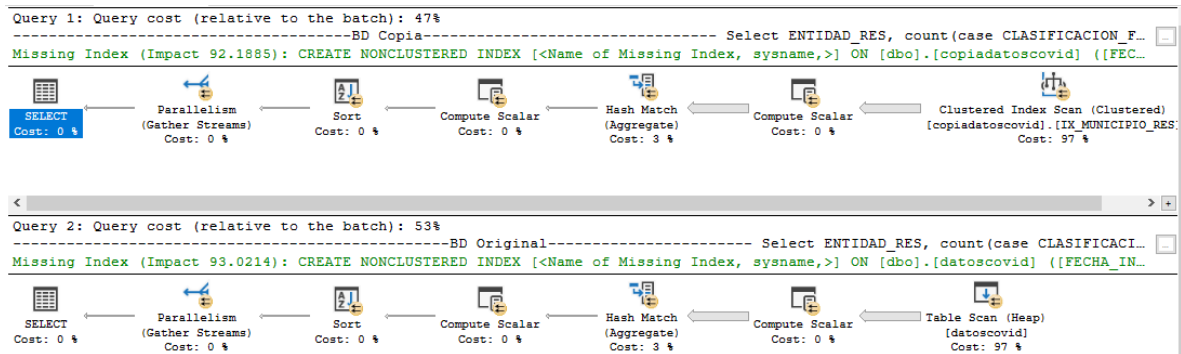 Query 1: Query cost (relative to the batch): 47%
------------------------------BD Copia-------------------------- Select ENTIDAD_RES, count(case CLASIFICACION_F...
Missing Index (Impact 92.1885): CREATE NONCLUSTERED INDEX [<Name of Missing Index, sysname,>] ON [dbo].[copiadatoscovid] ([FEC...
SELECT
Cost: 0 %
Parallelism
(Gather Streams)
Cost: 0 %
Sort
Cost: 0 %
Compute Scalar
Cost: 0 %
Hash Match
(Aggregate)
Cost: 3 %
Compute Scalar
Cost: 0 %
Clustered Index Scan (Clustered)
[copiadatoscovid].[IX_MUNICIPIO_RES]
Cost: 97 %
Query 2: Query cost (relative to the batch): 53%
---------------------------------------BD Original----------------------- Select ENTIDAD_RES, count(case CLASIFICACI...
Missing Index (Impact 93.0214): CREATE NONCLUSTERED INDEX [<Name of Missing Index, sysname,>] ON [dbo].[datoscovid] ([FECHA_IN...
SELECT
Cost: 0 %
Parallelism
(Gather Streams)
Cost: 0 %
Sort
Cost: 0 %
Compute Scalar
Cost: 0 %
Hash Match
(Aggregate)
Cost: 3 %
Compute Scalar
Cost: 0 %
Table Scan (Heap)
[datoscovid]
Cost: 97 %